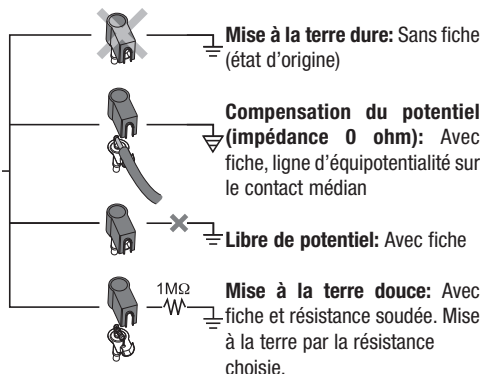 Mise à la terre dure: Sans fiche
(état d'origine)
Compensation du potentiel
(impédance 0 ohm): Avec
fiche, ligne d'équipotentialité sur
le contact médian
Libre de potentiel: Avec fiche
1MΩ
Mise à la terre douce: Avec
fiche et résistance soudée. Mise
à la terre par la résistance
choisie.